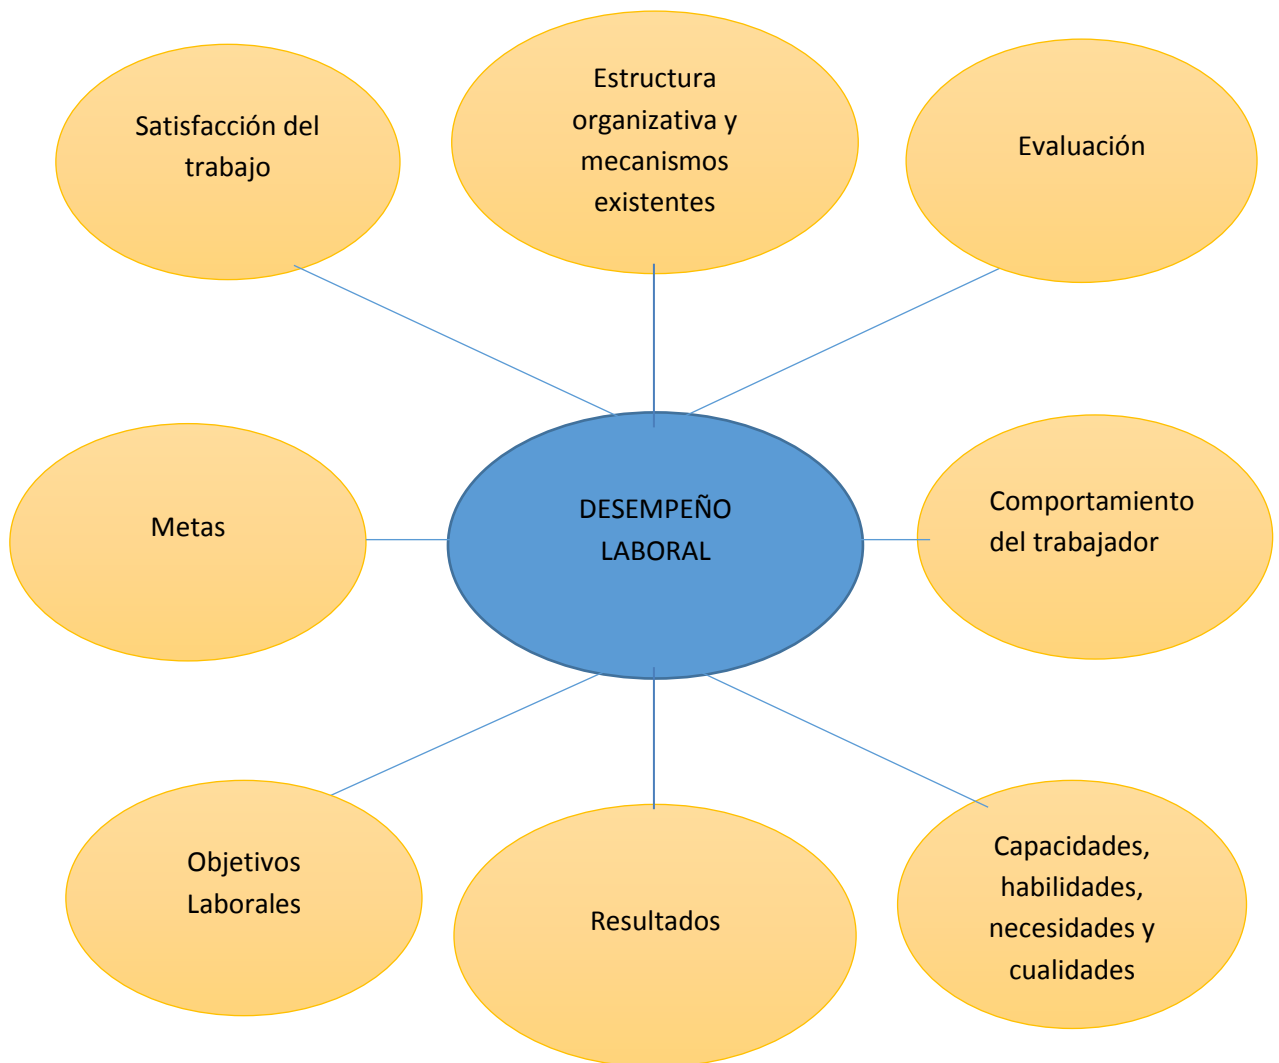 Satisfacción del
trabajo
Estructura
organizativa y
mecanismos
existentes
Evaluación
Metas
DESEMPEÑO
LABORAL
Comportamiento
del trabajador
Objetivos
Laborales
Resultados
Capacidades,
habilidades,
necesidades y
cualidades